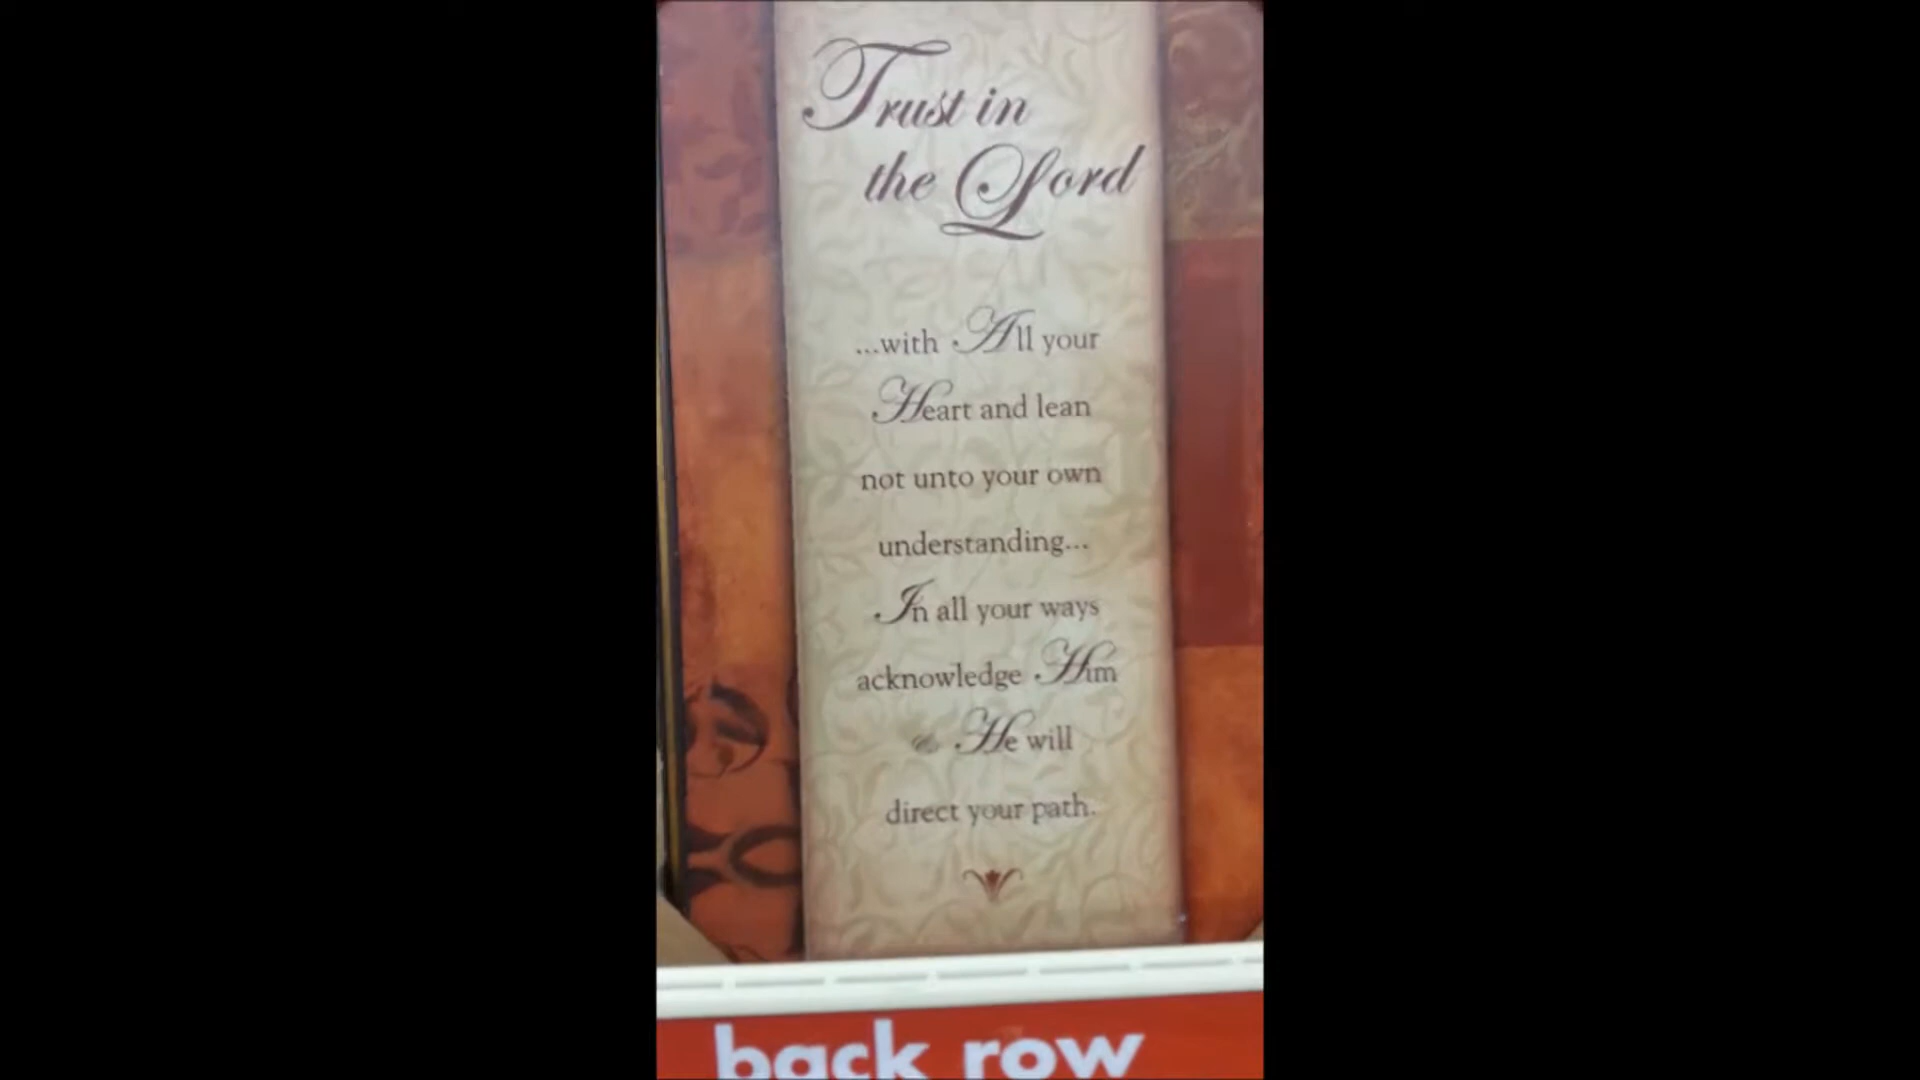 Trust in
the Lord
...with All your
Heart and lean
not unto your own
understanding...
In all your ways
acknowledge Him
& He will
direct your path.
back row